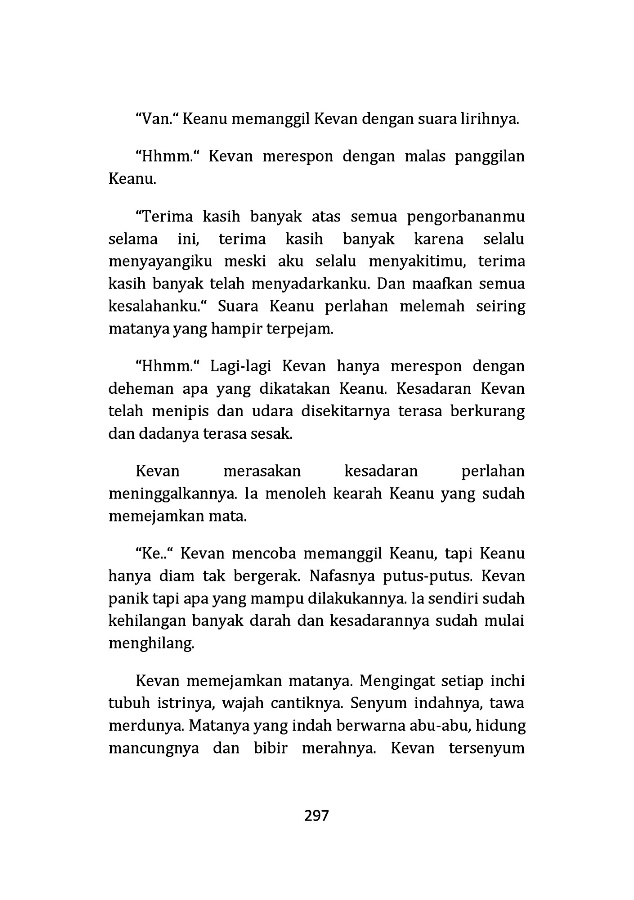 “Van.“ Keanu memanggil Kevan dengan suara lirihnya.
“Hhmm.“ Kevan merespon dengan malas panggilan
Keanu.
“Terima kasih banyak atas semua pengorbananmu
selama ini, terima kasih banyak karena selalu
menyayangiku meski aku selalu menyakitimu, terima
kasih banyak telah menyadarkanku. Dan maafkan semua
kesalahanku.“ Suara Keanu perlahan melemah seiring
matanya yang hampir terpejam.
“Hhmm.“ Lagi-lagi Kevan hanya merespon dengan
deheman apa yang dikatakan Keanu. Kesadaran Kevan
telah menipis dan udara disekitarnya terasa berkurang
dan dadanya terasa sesak.
Kevan merasakan kesadaran perlahan
meninggalkannya. Ia menoleh kearah Keanu yang sudah
memejamkan mata.
“Ke..“ Kevan mencoba memanggil Keanu, tapi Keanu
hanya diam tak bergerak. Nafasnya putus-putus. Kevan
panik tapi apa yang mampu dilakukannya. Ia sendiri sudah
kehilangan banyak darah dan kesadarannya sudah mulai
menghilang.
Kevan memejamkan matanya. Mengingat setiap inchi
tubuh istrinya, wajah cantiknya. Senyum indahnya, tawa
merdunya. Matanya yang indah berwarna abu-abu, hidung
mancungnya dan bibir merahnya. Kevan tersenyum
297